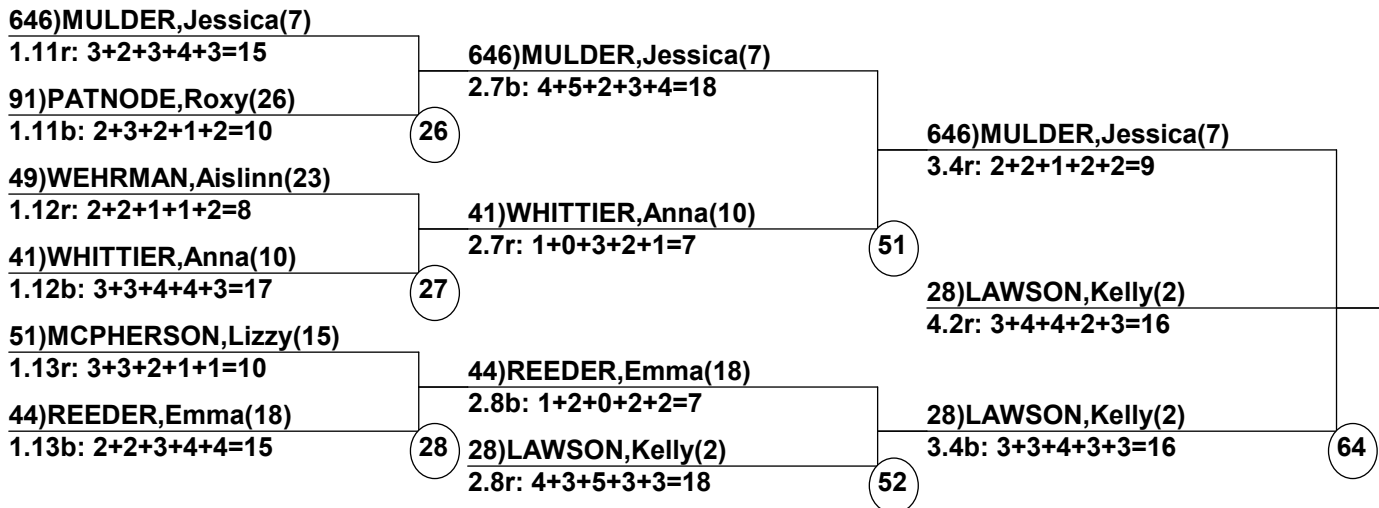 646)MULDER,Jessica(7)
1.11r: 3+2+3+4+3=15
91)PATNODE,Roxy(26)
1.11b: 2+3+2+1+2=10
26
49)WEHRMAN,Aislinn(23)
1.12r: 2+2+1+1+2=8
41)WHITTIER,Anna(10)
1.12b: 3+3+4+4+3=17
27
51)MCPHERSON,Lizzy(15)
1.13r: 3+3+2+1+1=10
44)REEDER,Emma(18)
1.13b: 2+2+3+4+4=15
28
646)MULDER,Jessica(7)
2.7b: 4+5+2+3+4=18
41)WHITTIER,Anna(10)
2.7r: 1+0+3+2+1=7
51
44)REEDER,Emma(18)
2.8b: 1+2+0+2+2=7
28)LAWSON,Kelly(2)
2.8r: 4+3+5+3+3=18
52
646)MULDER,Jessica(7)
3.4r: 2+2+1+2+2=9
28)LAWSON,Kelly(2)
4.2r: 3+4+4+2+3=16
28)LAWSON,Kelly(2)
3.4b: 3+3+4+3+3=16
64